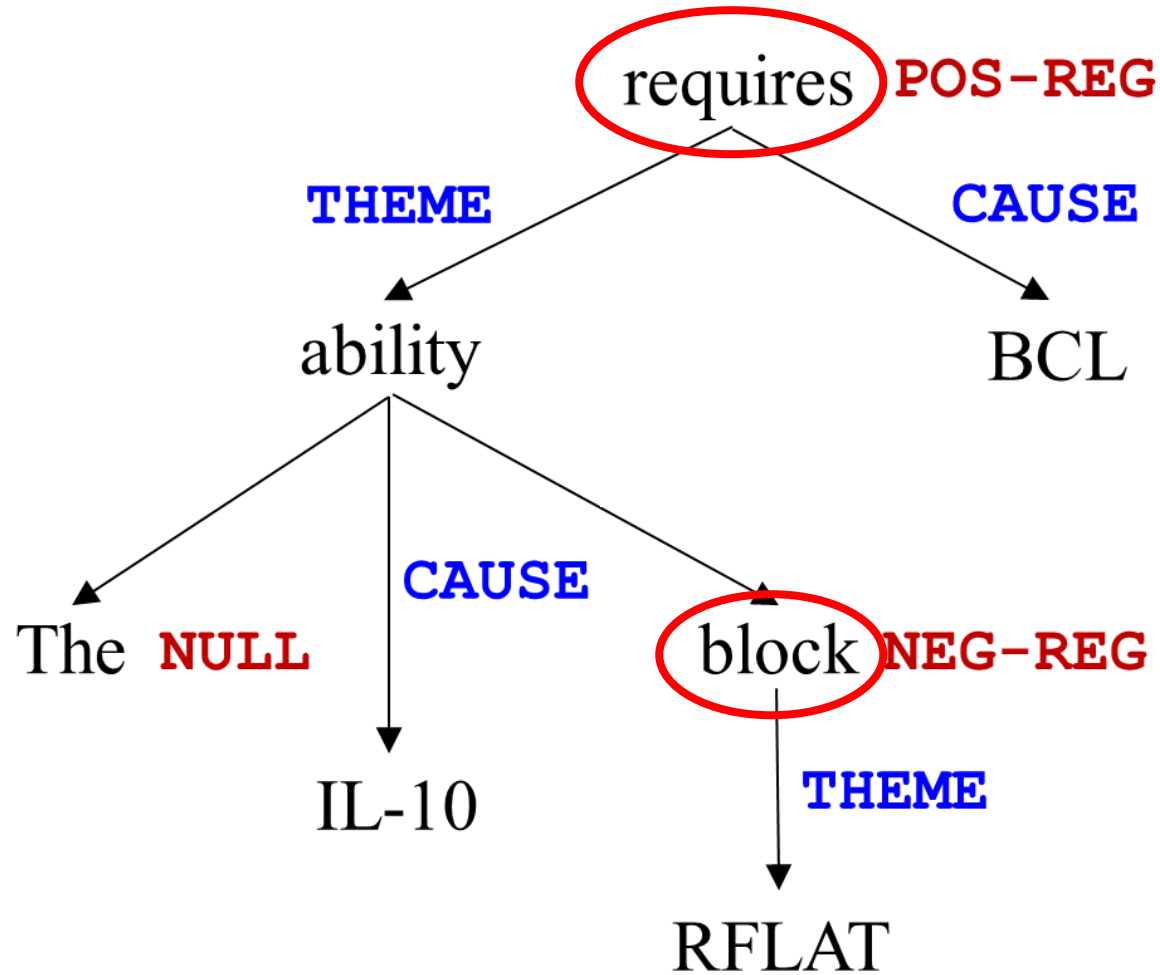 requires POS-REG
THEME CAUSE
ability BCL
CAUSE
The NULL block NEG-REG
IL-10 THEME
RFLAT